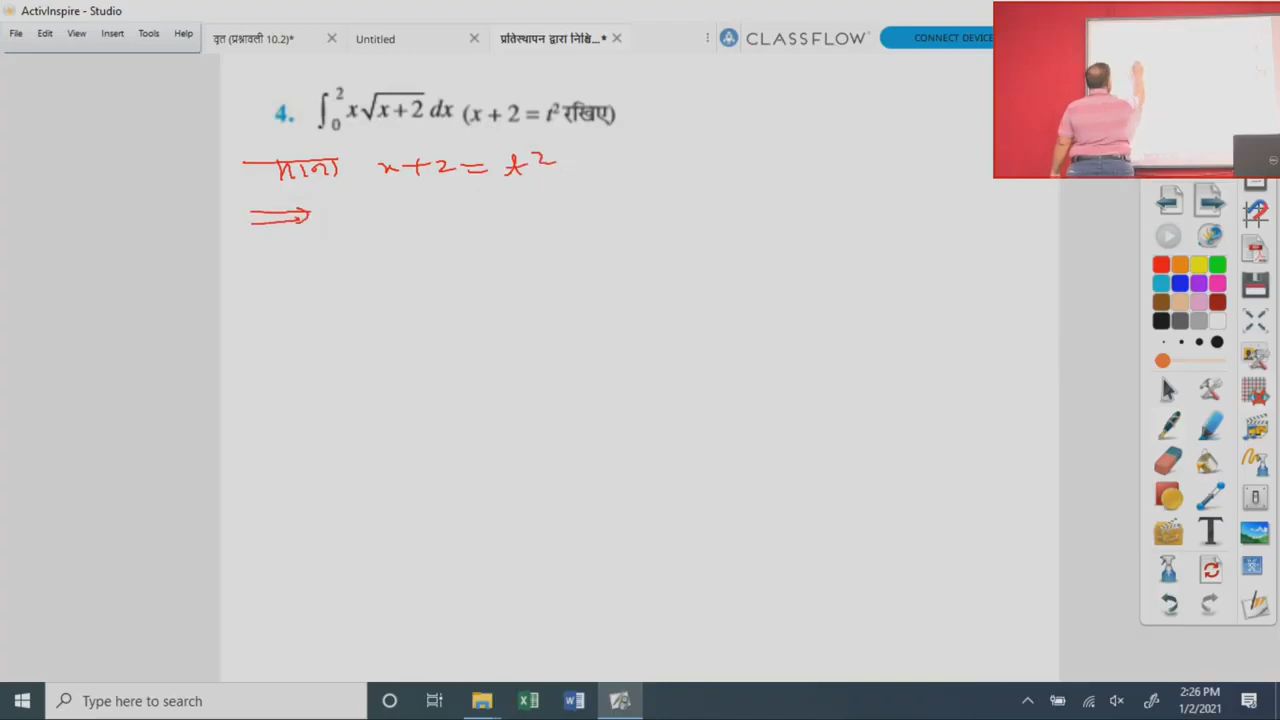 ActivInspire - Studio
File Edit View Insert Tools Help
वृत (प्रश्नावली 10.2)* Untitled प्रतिस्थापन द्वारा निश्चि...* CLASSFLOW CONNECT DEVICE
4. ∫₀² x√(x+2) dx (x + 2 = t² रखिए)
माना x+2 = t²
⇒
T
Type here to search
2:26 PM
1/2/2021